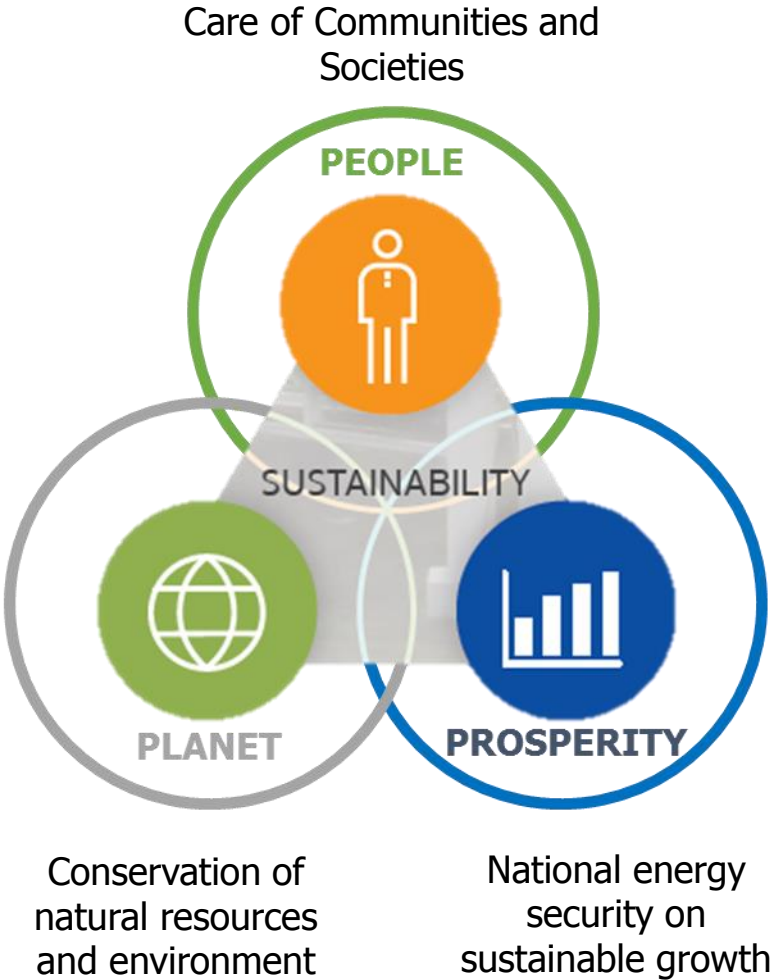 Care of Communities and
Societies
PEOPLE
SUSTAINABILITY
PLANET
PROSPERITY
Conservation of
natural resources
and environment
National energy
security on
sustainable growth